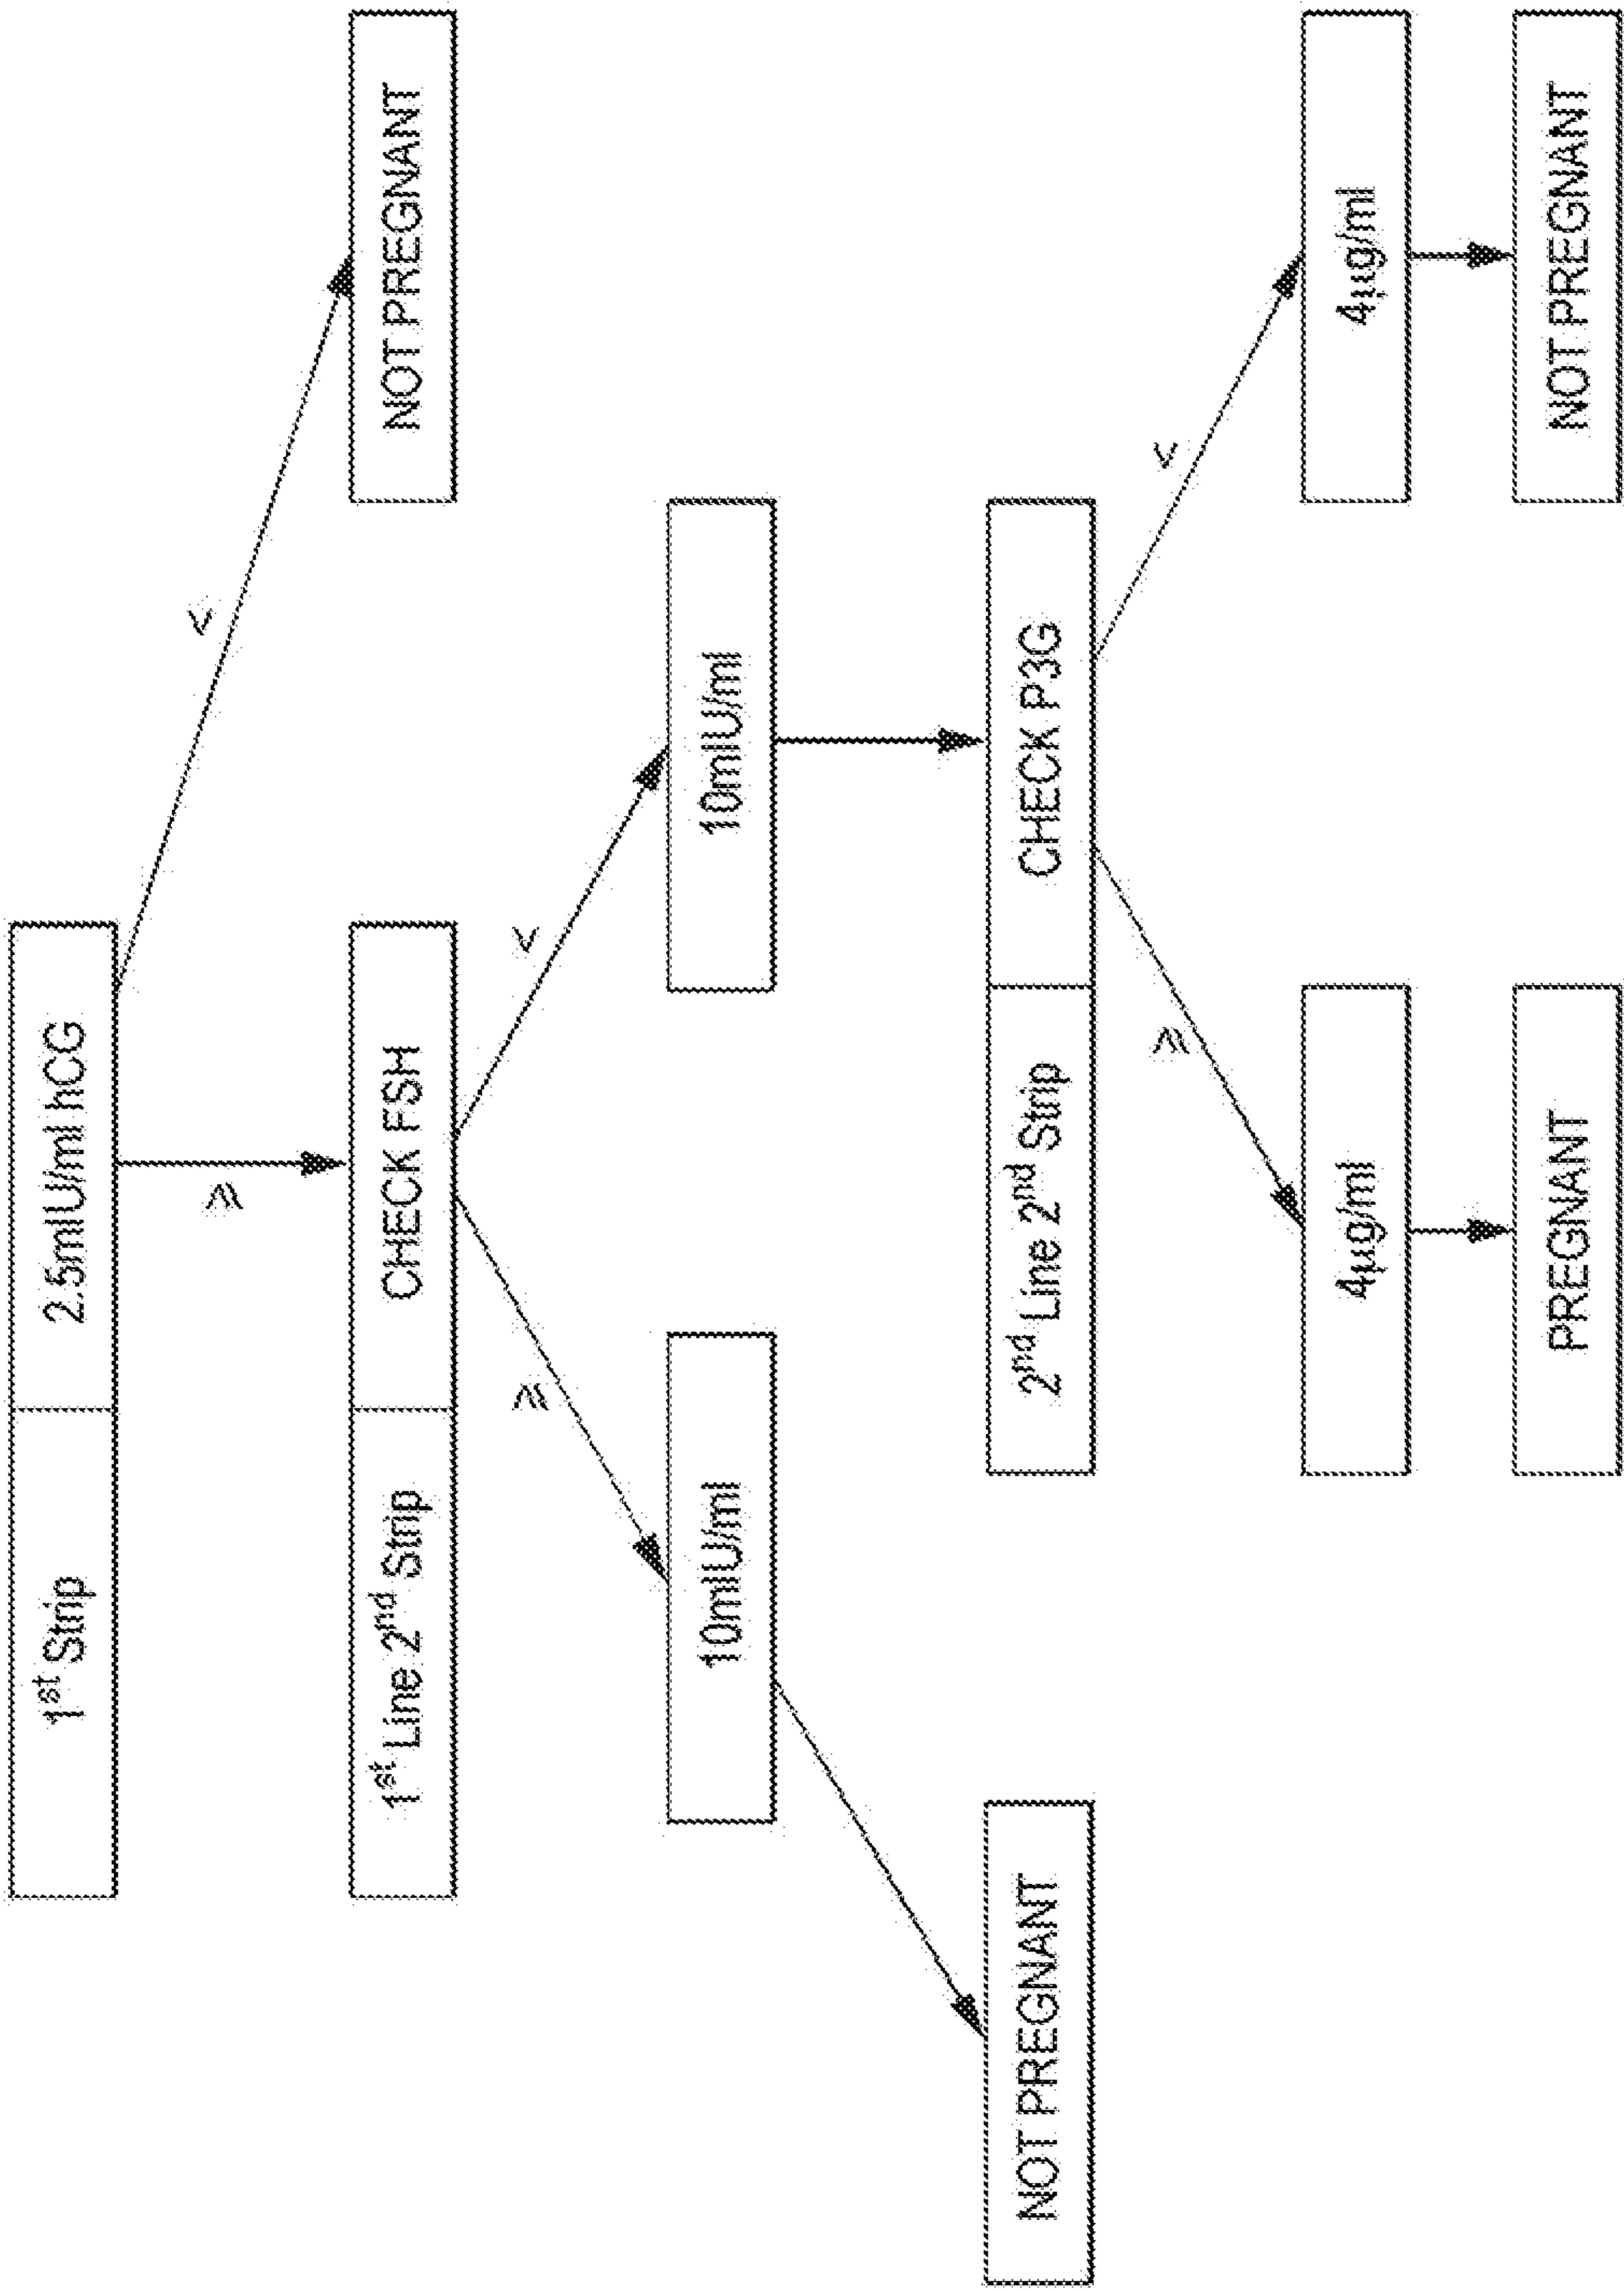 1st Strip
2.5mIU/ml hCG
≥
<
1st Line 2nd Strip
CHECK FSH
NOT PREGNANT
≥
<
10mIU/ml
10mIU/ml
NOT PREGNANT
2nd Line 2nd Strip
CHECK P3G
≥
<
4µg/ml
4µg/ml
PREGNANT
NOT PREGNANT